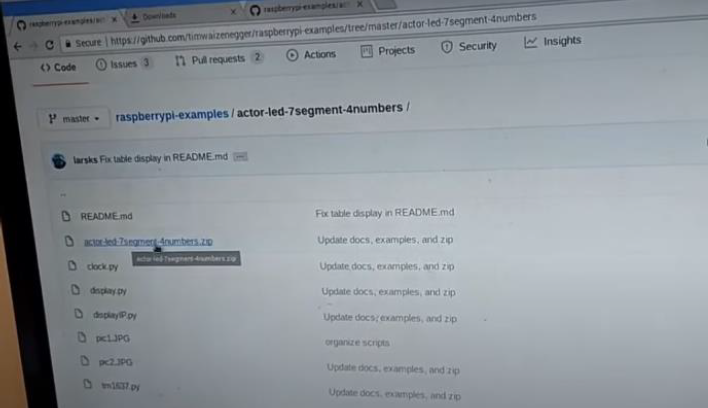 raspberrypi-examples/act × Downloads × raspberrypi-examples/act ×
Secure | https://github.com/timwaizenegger/raspberrypi-examples/tree/master/actor-led-7segment-4numbers
<> Code Issues 3 Pull requests 2 Actions Projects Security Insights
master raspberrypi-examples / actor-led-7segment-4numbers /
larsks Fix table display in README.md ...
..
README.md Fix table display in README.md
actor-led-7segment-4numbers.zip Update docs, examples, and zip
actor-led-7segment-4numbers.zip
clock.py Update docs, examples, and zip
display.py Update docs, examples, and zip
displayIP.py Update docs, examples, and zip
pic1.JPG organize scripts
pic2.JPG Update docs, examples, and zip
tm1637.py Update docs, examples, and zip